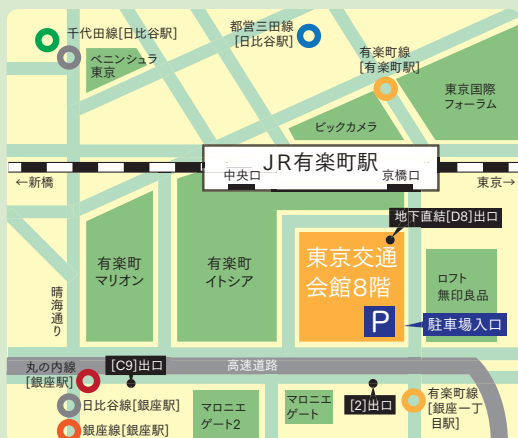 千代田線[日比谷駅]
都営三田線
[日比谷駅]
ペニンシュラ
東京
有楽町線
[有楽町駅]
東京国際
フォーラム
ビックカメラ
JR有楽町駅
中央口
京橋口
←新橋
東京→
地下直結[D8]出口
有楽町
マリオン
有楽町
イトシア
東京交通
会館8階
ロフト
無印良品
晴海通り
P
駐車場入口
丸の内線
[銀座駅]
[C9]出口
高速道路
日比谷線[銀座駅]
銀座線[銀座駅]
マロニエ
ゲート2
マロニエ
ゲート
[2]出口
有楽町線
[銀座一丁
目駅]